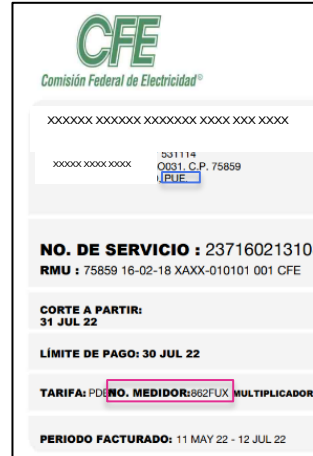 CFE
Comisión Federal de Electricidad®
XXXXXX XXXXXX XXXXXXX XXXX XXX XXXX
531114
XXXXX XXXX XXXX O031, C.P. 75859
PUE.
NO. DE SERVICIO : 23716021310
RMU : 75859 16-02-18 XAXX-010101 001 CFE
CORTE A PARTIR:
31 JUL 22
LÍMITE DE PAGO: 30 JUL 22
TARIFA: NO. MEDIDOR:862FUX MULTIPLICADOR
PERIODO FACTURADO: 11 MAY 22 - 12 JUL 22